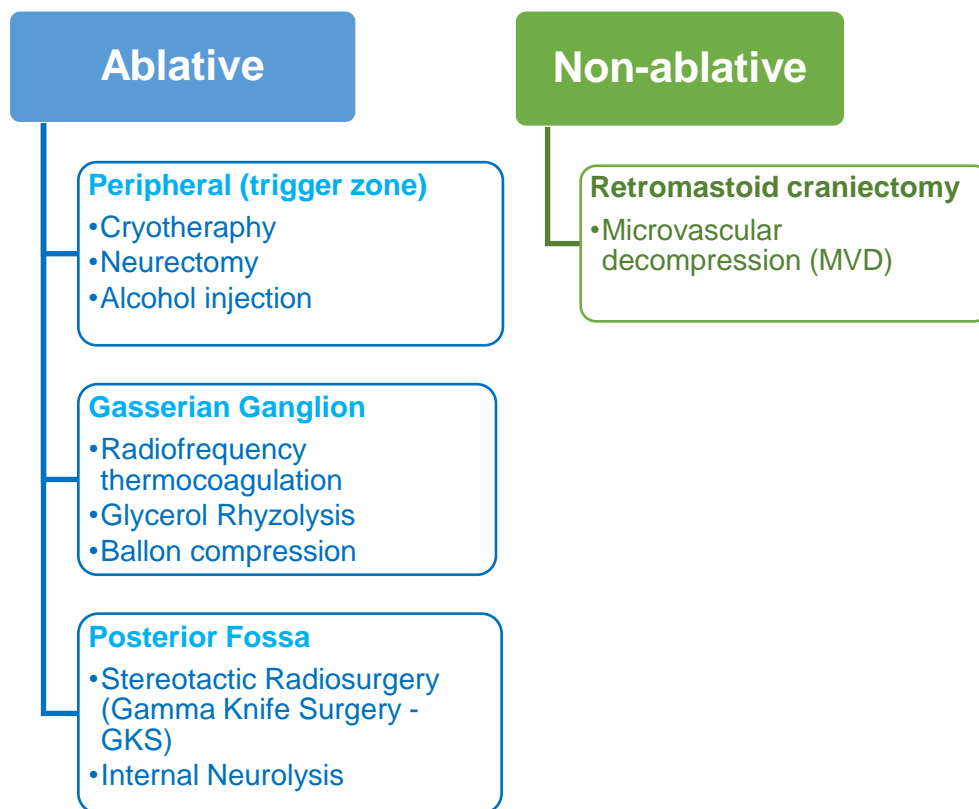 Ablative
Peripheral (trigger zone)
•Cryotheraphy
•Neurectomy
•Alcohol injection
Gasserian Ganglion
•Radiofrequency
thermocoagulation
•Glycerol Rhyzolysis
•Ballon compression
Posterior Fossa
•Stereotactic Radiosurgery
(Gamma Knife Surgery -
GKS)
•Internal Neurolysis
Non-ablative
Retromastoid craniectomy
•Microvascular
decompression (MVD)